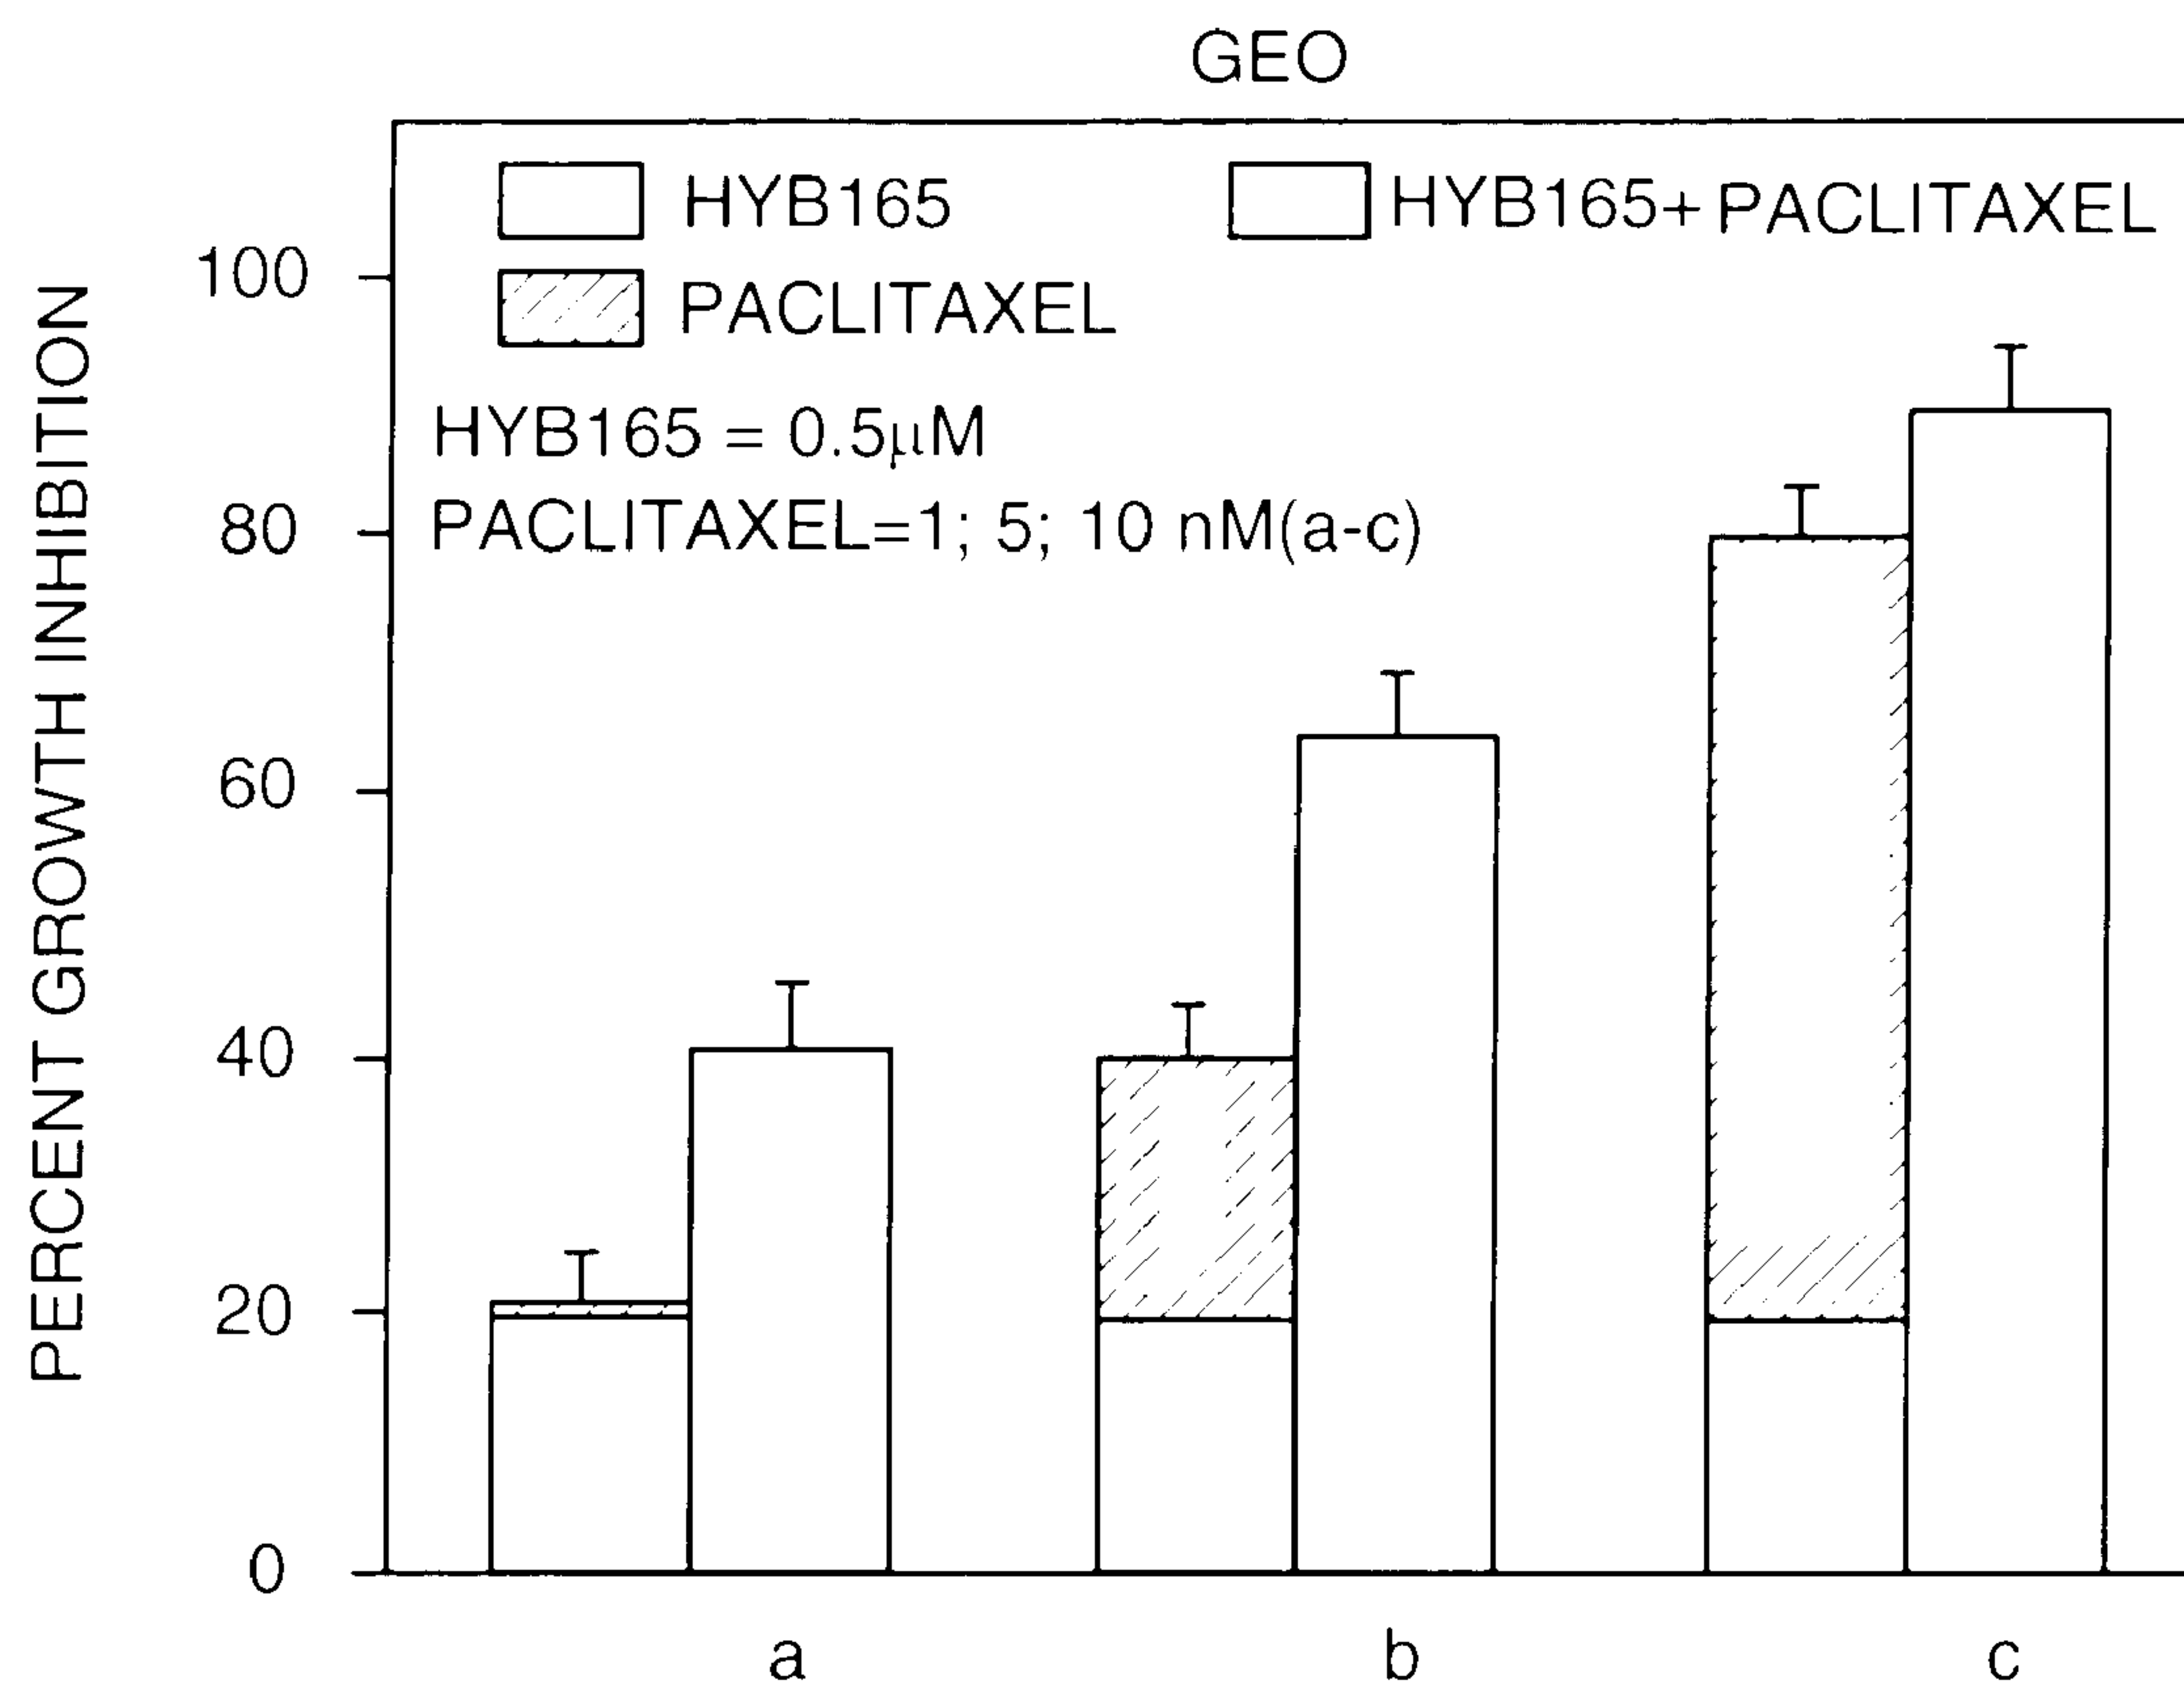 GEO
HYB165
HYB165+PACLITAXEL
PACLITAXEL
HYB165 = 0.5µM
PACLITAXEL=1; 5; 10 nM(a-c)
PERCENT GROWTH INHIBITION
100
80
60
40
20
0
a
b
c